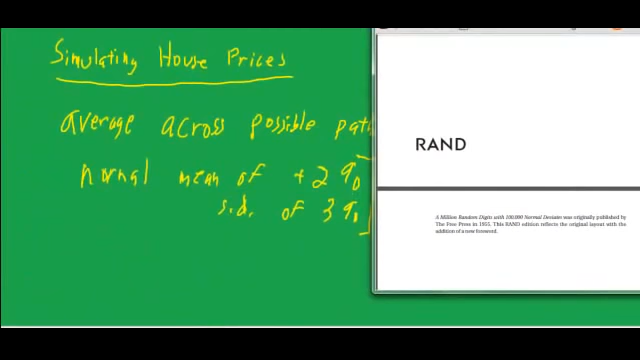 Simulating House Prices
average across possible path
normal mean of +2%
s.d. of 3%
RAND
A Million Random Digits with 100,000 Normal Deviates was originally published by
The Free Press in 1955. This RAND edition reflects the original layout with the
addition of a new foreword.